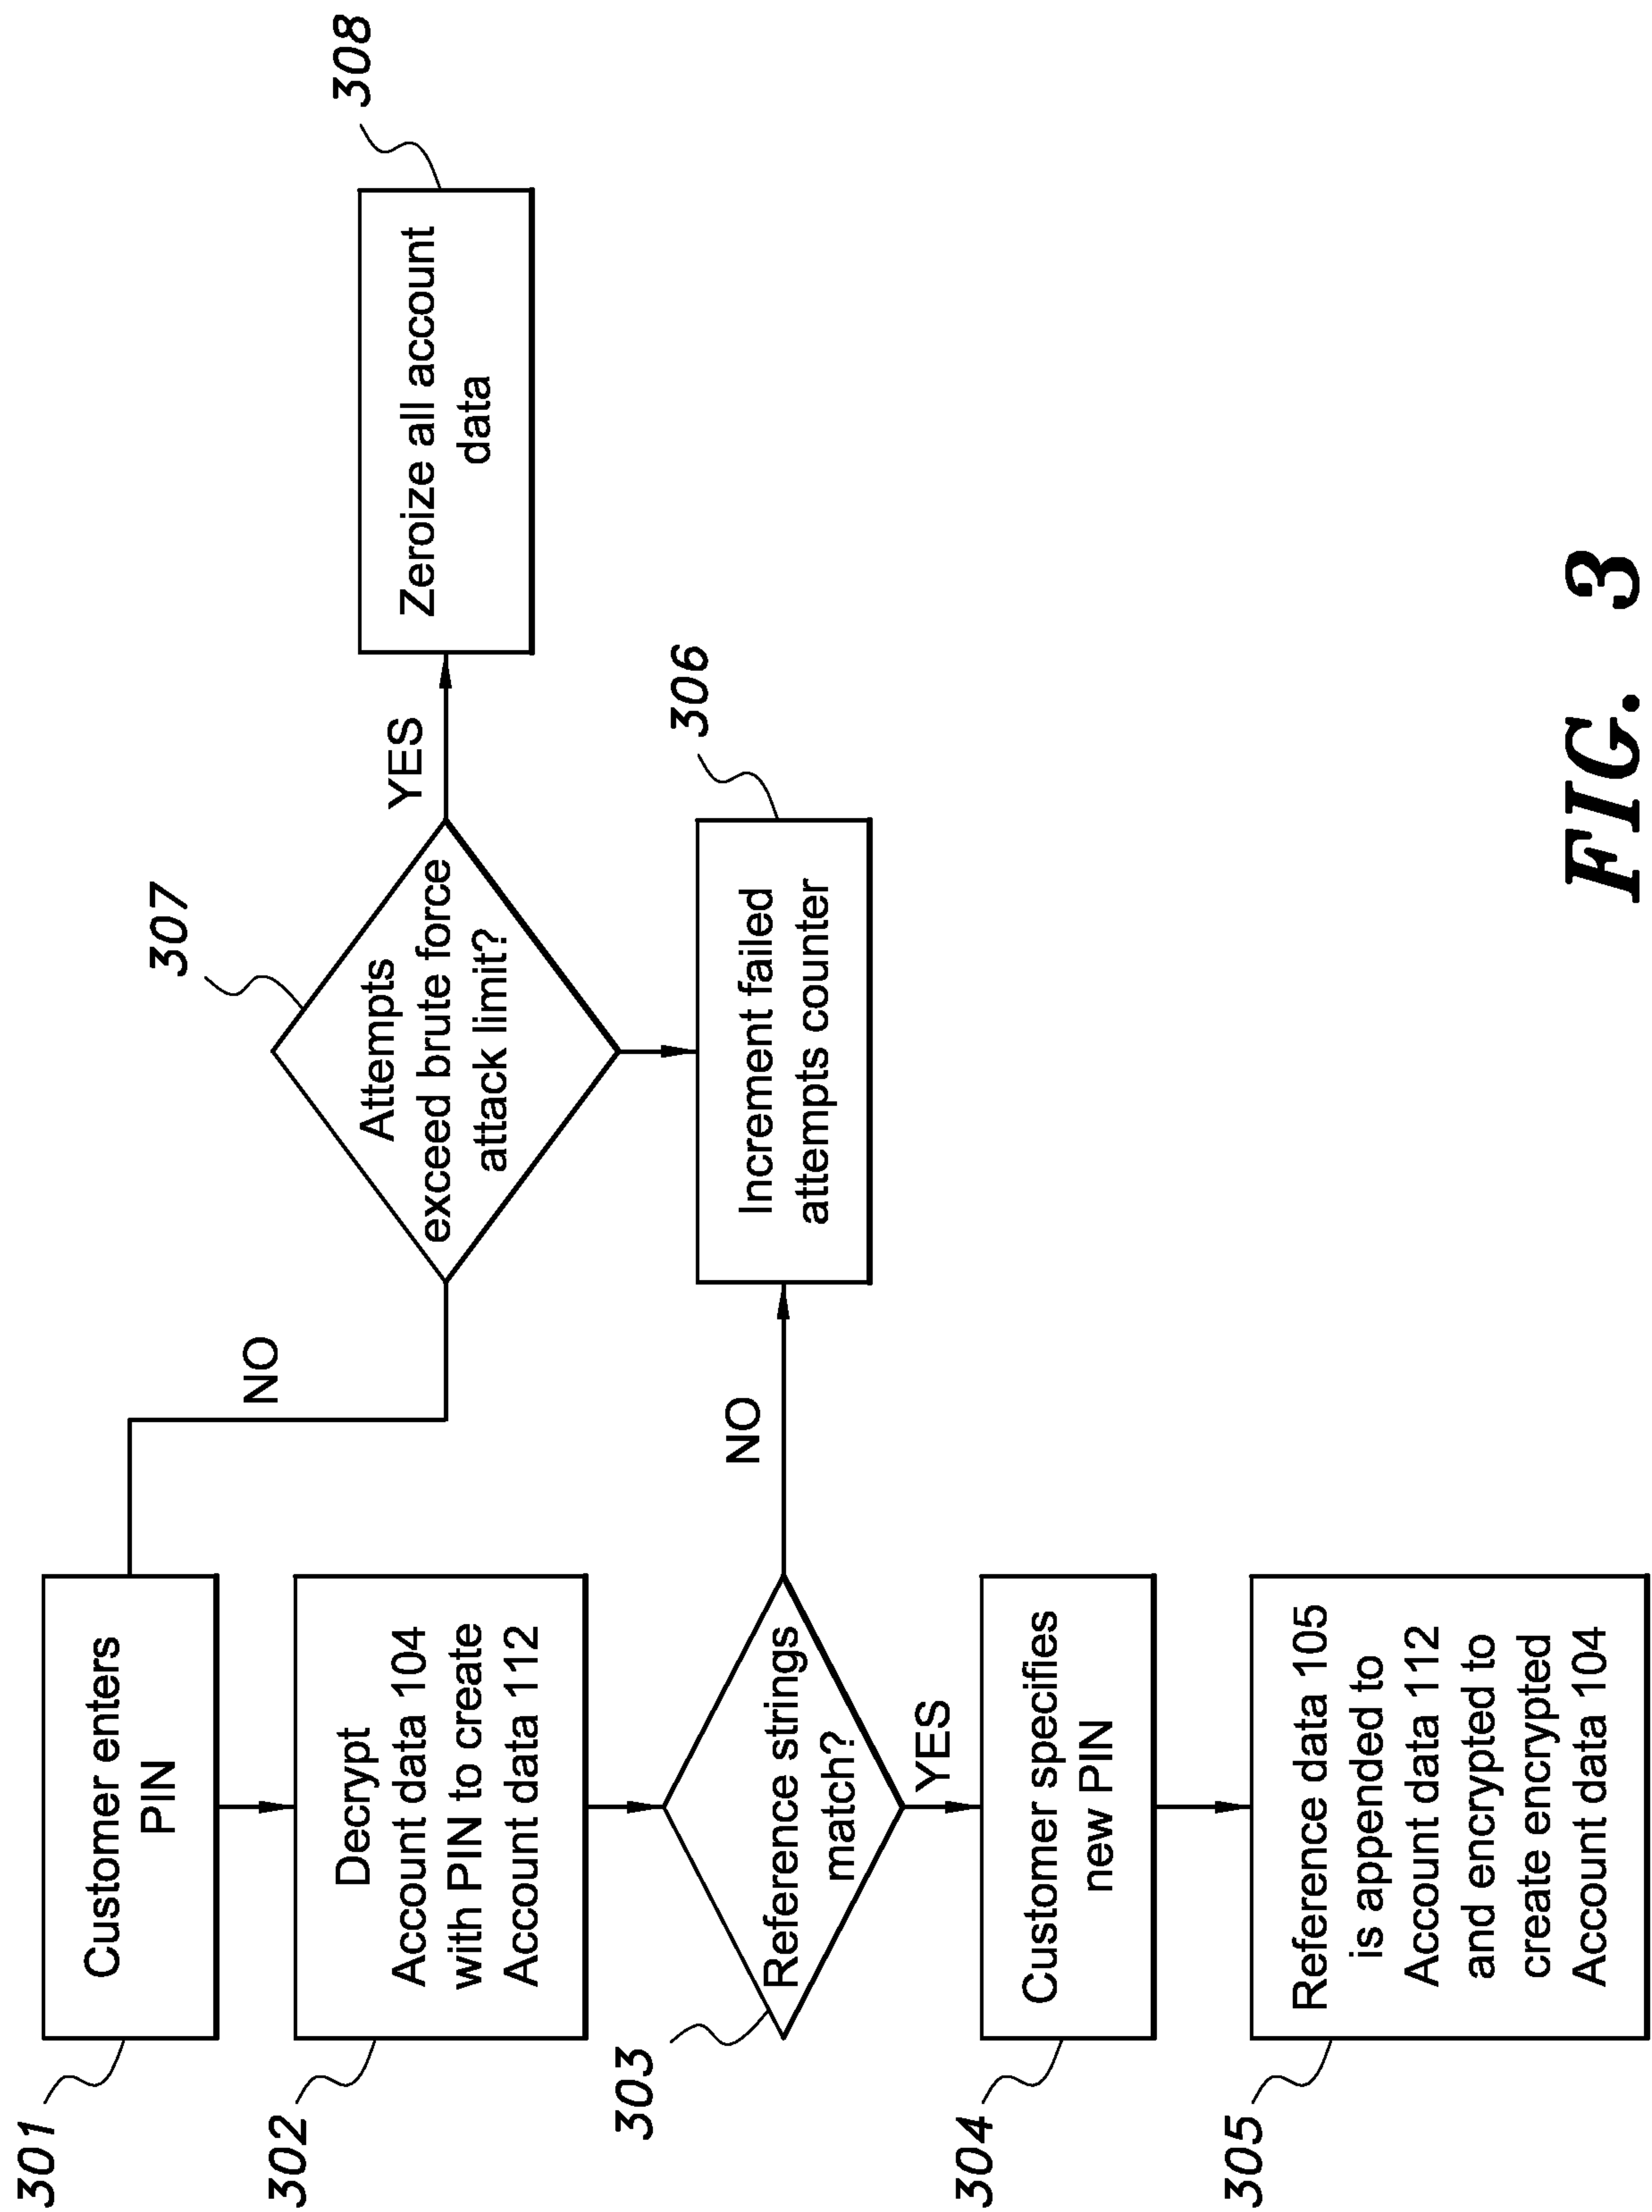 301
Customer enters
PIN
302
Decrypt
Account data 104
with PIN to create
Account data 112
303
Reference strings
match?
YES
NO
304
Customer specifies
new PIN
305
Reference data 105
is appended to
Account data 112
and encrypted to
create encrypted
Account data 104
306
Increment failed
attempts counter
307
Attempts
exceed brute force
attack limit?
NO
YES
308
Zeroize all account
data
FIG. 3